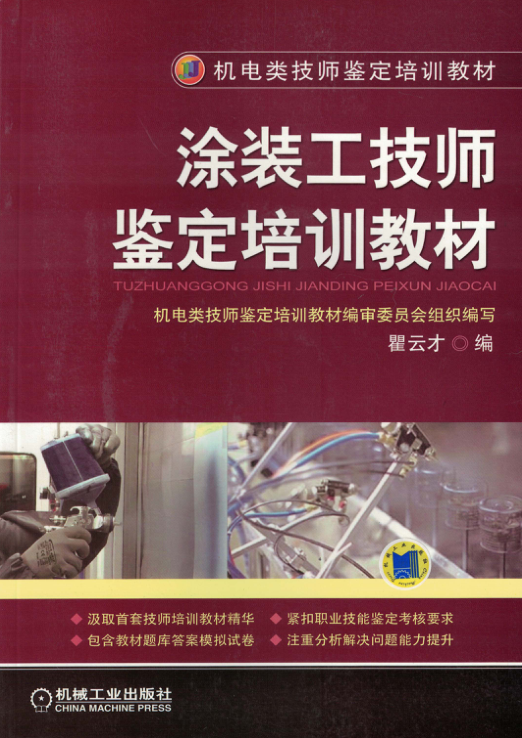 机电类技师鉴定培训教材
涂装工技师
鉴定培训教材
TUZHUANGGONG JISHI JIANDING PEIXUN JIAOCAI
机电类技师鉴定培训教材编审委员会组织编写
瞿云才 ◎ 编
◆ 汲取首套技师培训教材精华 ◆ 紧扣职业技能鉴定考核要求
◆ 包含教材题库答案模拟试卷 ◆ 注重分析解决问题能力提升
机械工业出版社
CHINA MACHINE PRESS